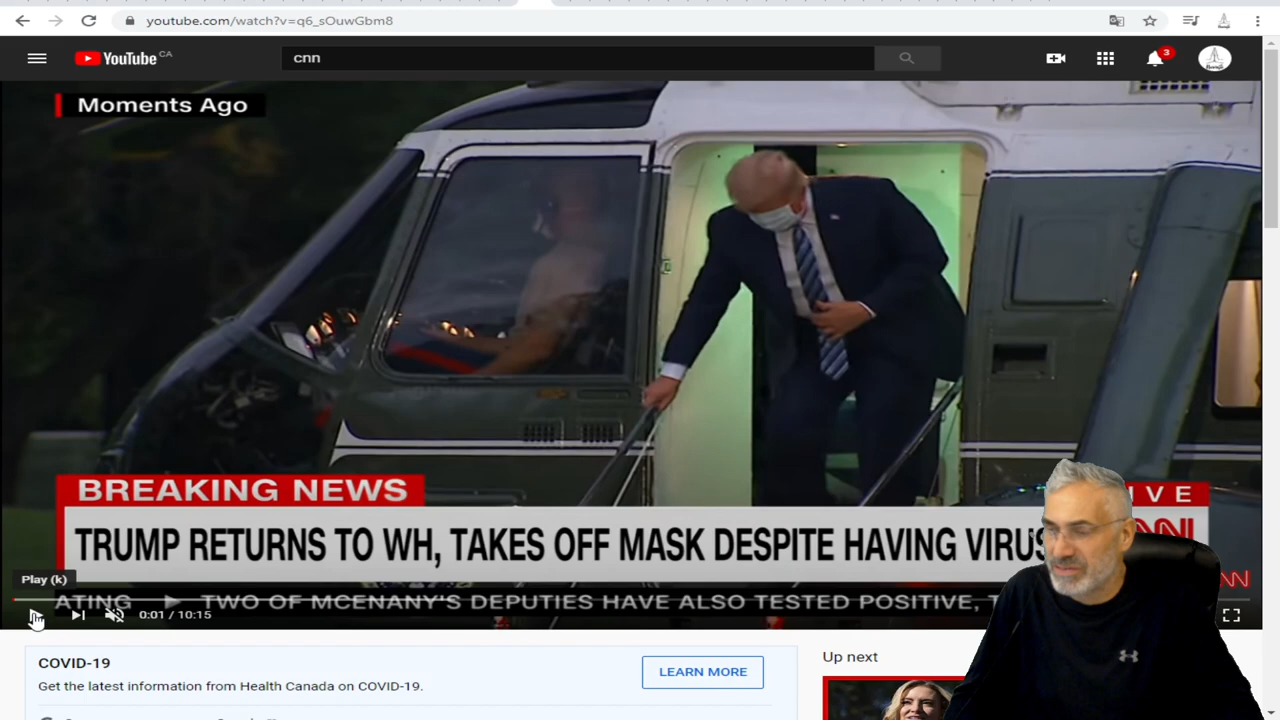 youtube.com/watch?v=q6_sOuwGbm8
YouTube CA
cnn
3
Moments Ago
BREAKING NEWS
TRUMP RETURNS TO WH, TAKES OFF MASK DESPITE HAVING VIRUS
Play (k)
ATING ► TWO OF MCENANY'S DEPUTIES HAVE ALSO TESTED POSITIVE,
0:01 / 10:15
COVID-19
Get the latest information from Health Canada on COVID-19.
LEARN MORE
Up next